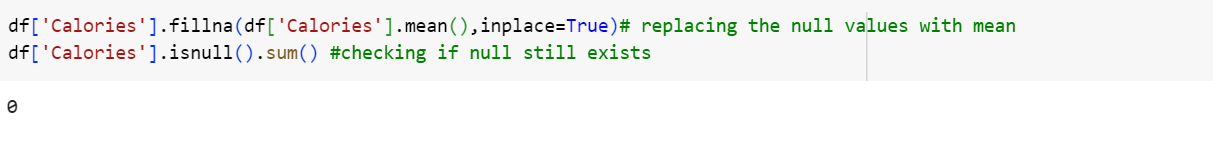 df['Calories'].fillna(df['Calories'].mean(),inplace=True)# replacing the null values with mean
df['Calories'].isnull().sum() #checking if null still exists
0